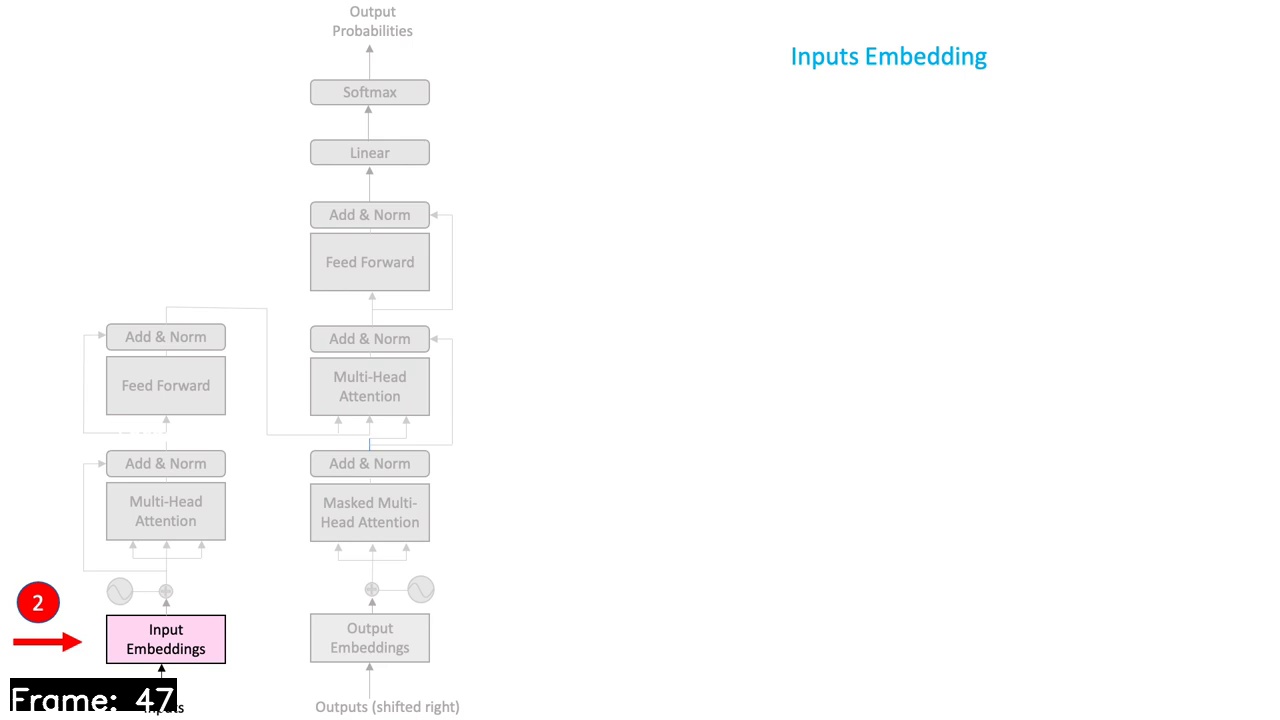 Output
Probabilities
Inputs Embedding
Softmax
Linear
Add & Norm
Feed Forward
Add & Norm
Multi-Head
Attention
Add & Norm
Masked Multi-
Head Attention
Add & Norm
Feed Forward
Add & Norm
Multi-Head
Attention
2
Input
Embeddings
Output
Embeddings
Frame: 47
Inputs
Outputs (shifted right)